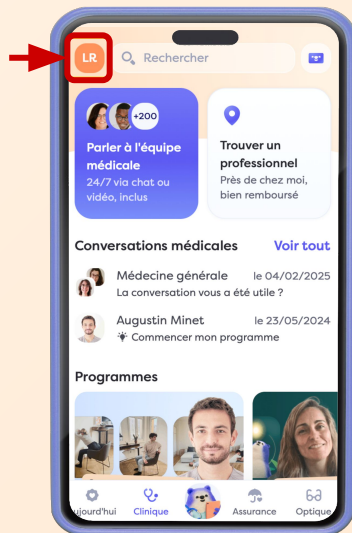 LR
Rechercher
+200
Parler à l'équipe
médicale
24/7 via chat ou
vidéo, inclus
Trouver un
professionnel
Près de chez moi,
bien remboursé
Conversations médicales
Voir tout
Médecine générale
le 04/02/2025
La conversation vous a été utile ?
Augustin Minet
le 23/05/2024
Commencer mon programme
Programmes
ujourd'hui
Clinique
Assurance
Optique